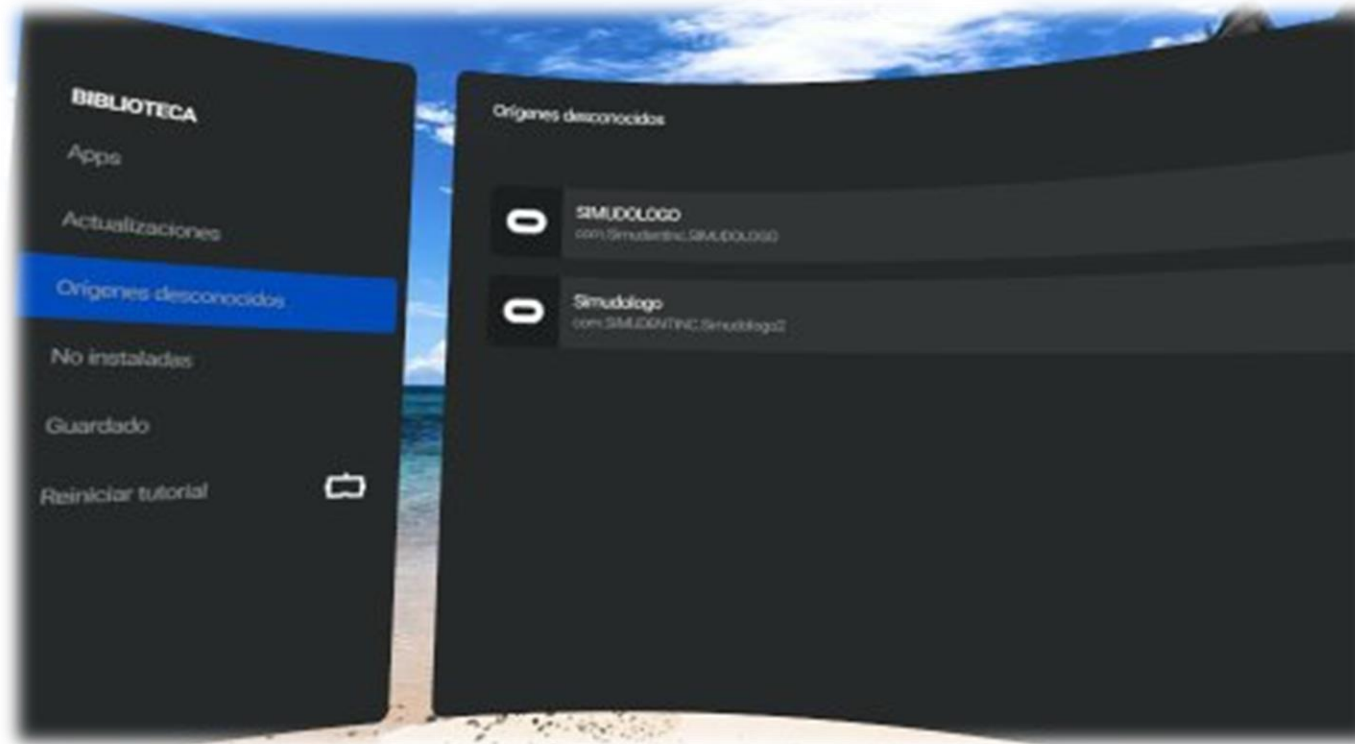 BIBLIOTECA
Apps
Actualizaciones
Orígenes desconocidos
No instaladas
Guardado
Reiniciar tutorial
Orígenes desconocidos
SIMUDOLOGO
com.SimudentInc.SIMUDOLOGO
Simudologo
com.SIMUDENTINC.Simudologo2